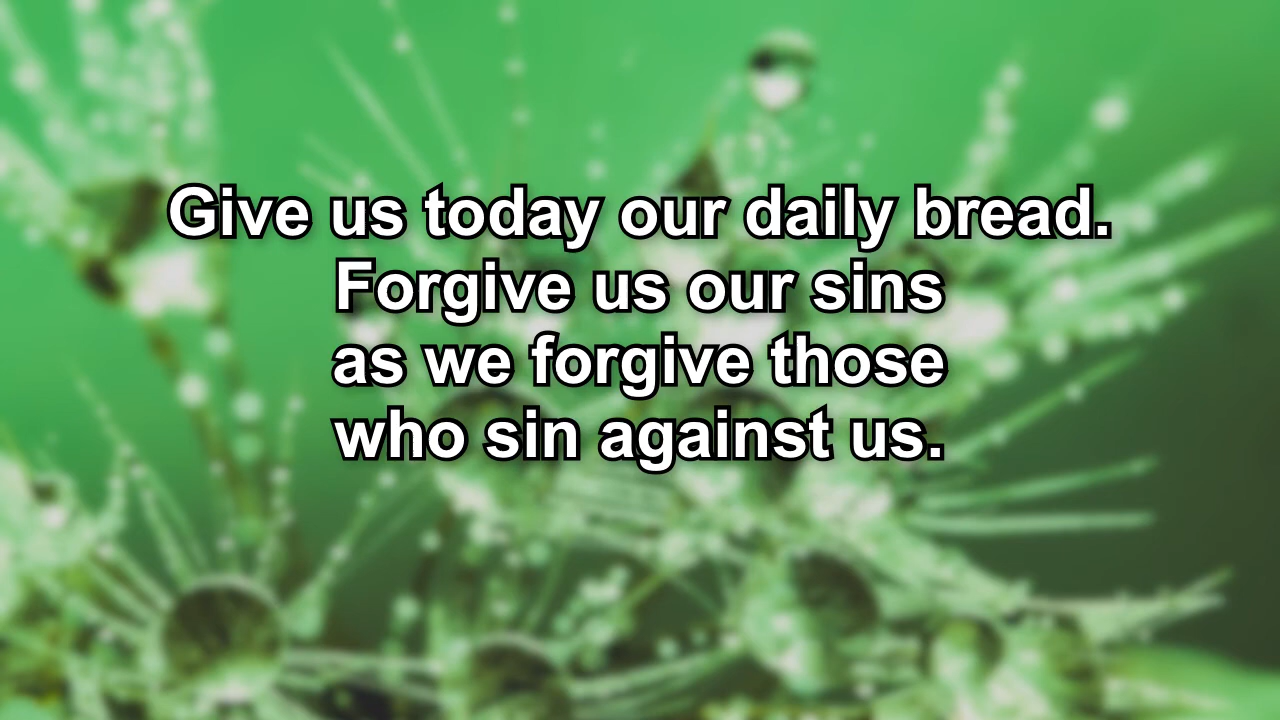 Give us today our daily bread.
Forgive us our sins
as we forgive those
who sin against us.